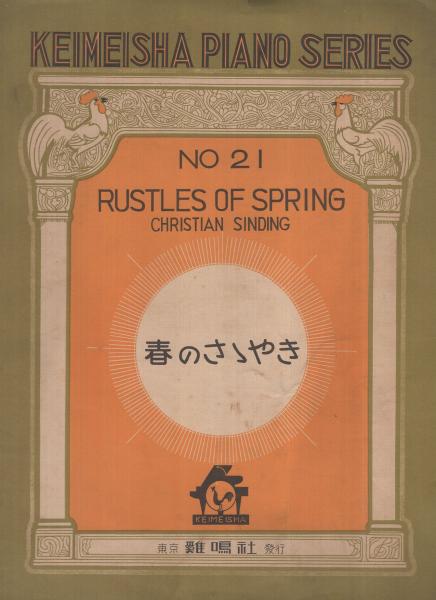 KEIMEISHA PIANO SERIES
NO 21
RUSTLES OF SPRING
CHRISTIAN SINDING
春のさゝやき
KEIMEISHA
東京 雞鳴社 發行